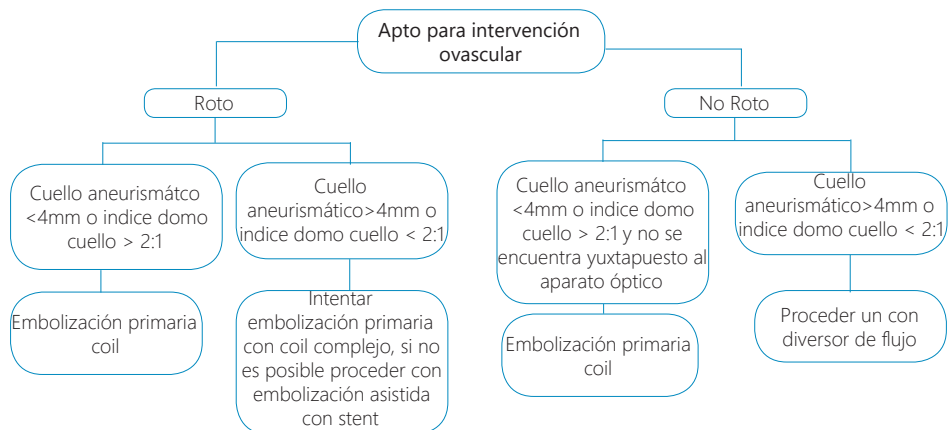 Apto para intervención
ovascular
Roto
No Roto
Cuello aneurismátco
<4mm o indice domo
cuello > 2:1
Cuello
aneurismático>4mm o
indice domo cuello < 2:1
Cuello aneurismátco
<4mm o indice domo
cuello > 2:1 y no se
encuentra yuxtapuesto al
aparato óptico
Cuello
aneurismático>4mm o
indice domo cuello < 2:1
Embolización primaria
coil
Intentar
embolización primaria
con coil complejo, si no
es posible proceder con
embolización asistida
con stent
Embolización primaria
coil
Proceder un con
diversor de flujo